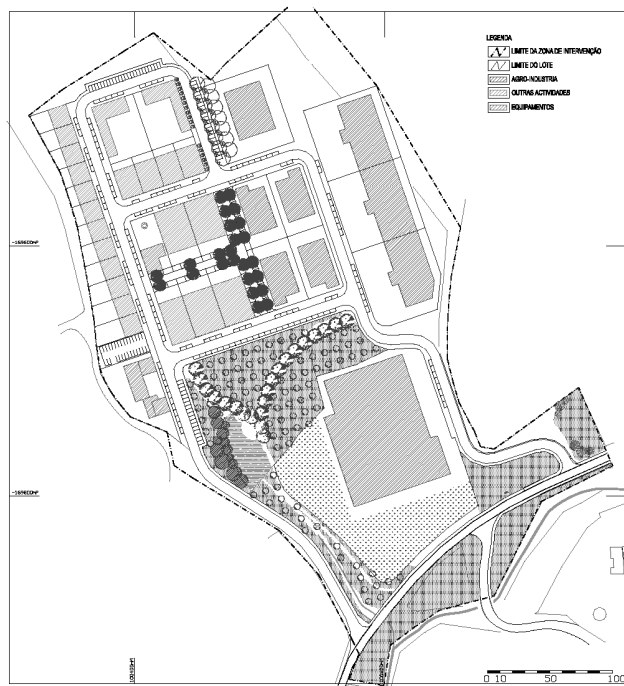 LEGENDA
LIMITE DA ZONA DE INTERVENÇÃO
LIMITE DO LOTE
AGRO-INDUSTRIA
OUTRAS ACTIVIDADES
EQUIPAMENTOS
0 10 50 100